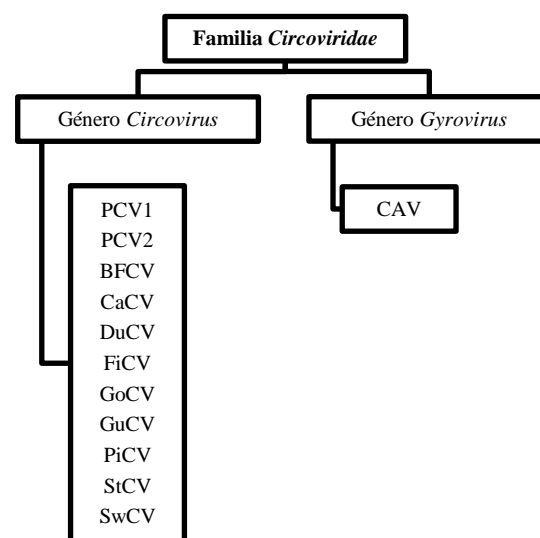 Familia Circoviridae
Género Circovirus
Género Gyrovirus
PCV1
PCV2
BFCV
CaCV
DuCV
FiCV
GoCV
GuCV
PiCV
StCV
SwCV
CAV